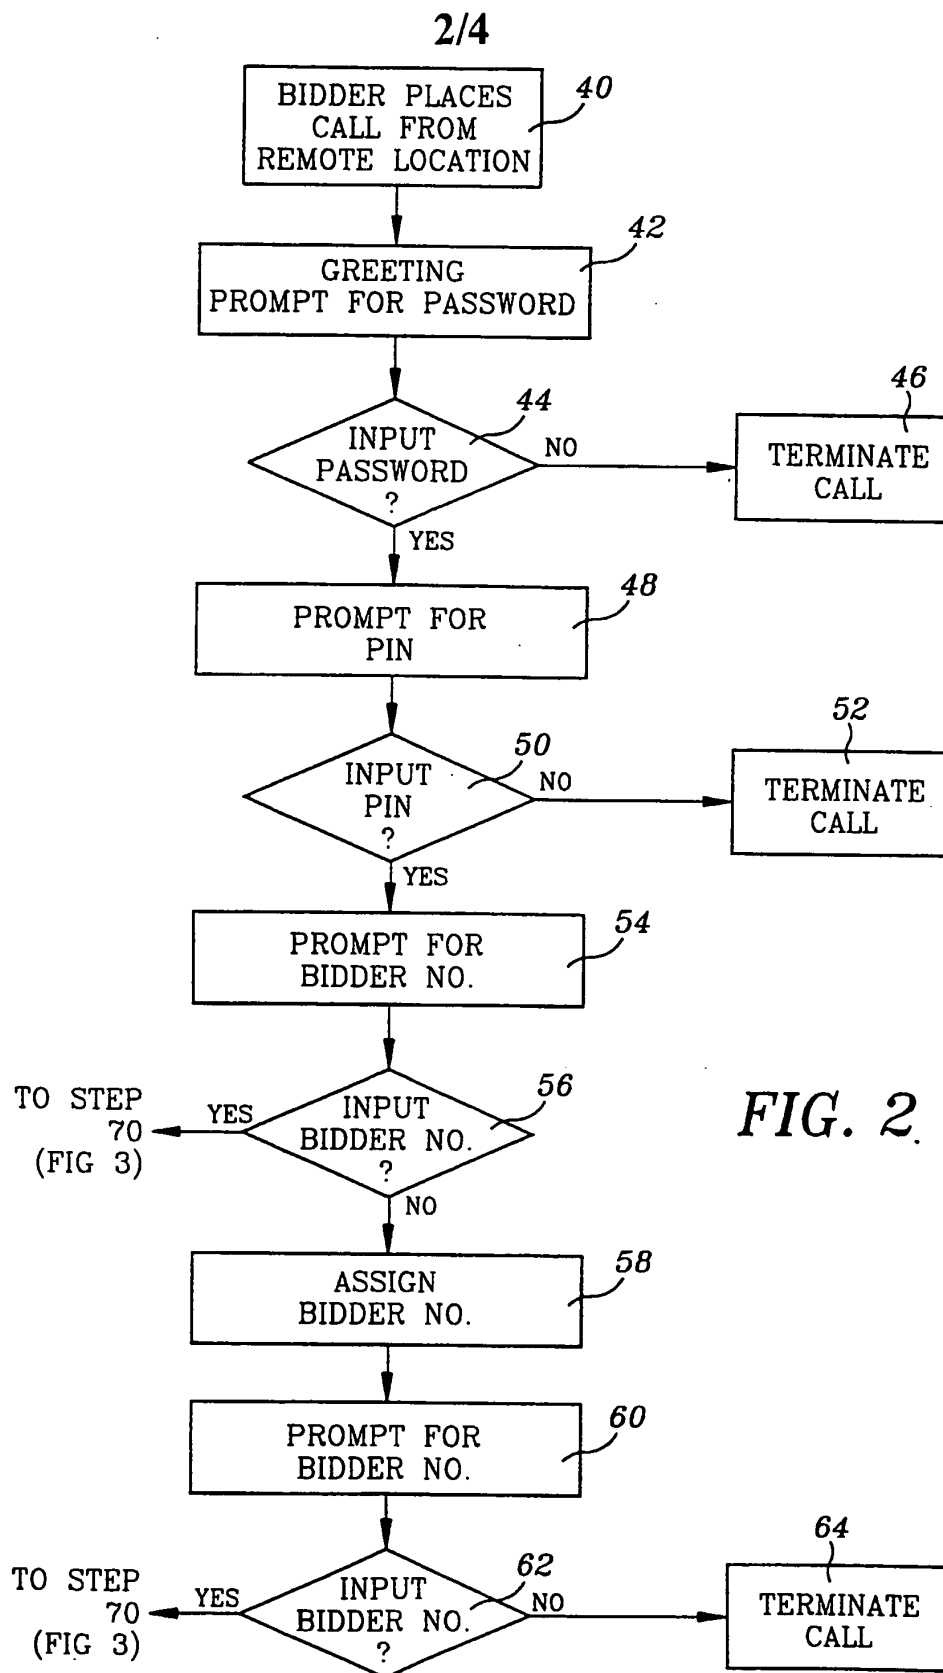 2/4
BIDDER PLACES
CALL FROM
REMOTE LOCATION
40
GREETING
PROMPT FOR PASSWORD
42
INPUT
PASSWORD
?
44
NO
TERMINATE
CALL
46
YES
PROMPT FOR
PIN
48
INPUT
PIN
?
50
NO
TERMINATE
CALL
52
YES
PROMPT FOR
BIDDER NO.
54
INPUT
BIDDER NO.
?
56
YES
TO STEP
70
(FIG 3)
FIG. 2
NO
ASSIGN
BIDDER NO.
58
PROMPT FOR
BIDDER NO.
60
INPUT
BIDDER NO.
?
62
YES
TO STEP
70
(FIG 3)
NO
TERMINATE
CALL
64